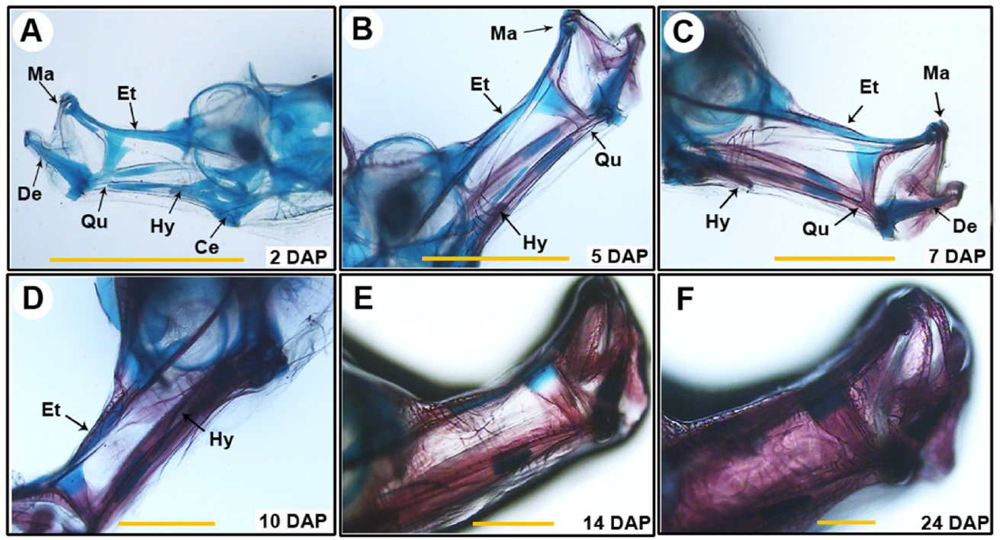 A
Ma
Et
De
Qu
Hy
Ce
2 DAP
B
Ma
Et
Qu
Hy
5 DAP
C
Et
Ma
Hy
Qu
De
7 DAP
D
Et
Hy
10 DAP
E
14 DAP
F
24 DAP